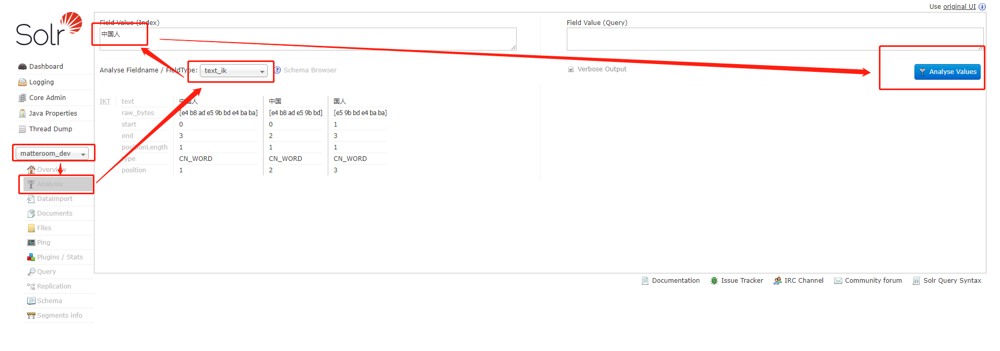 Use original UI
Solr
Field Value (Index)
中国人
Field Value (Query)
Analyse Fieldname / FieldType:
text_ik
Schema Browser
Verbose Output
Analyse Values
Dashboard
Logging
Core Admin
Java Properties
Thread Dump
matteroom_dev
Overview
Analysis
Dataimport
Documents
Files
Ping
Plugins / Stats
Query
Replication
Schema
Segments info
IKT
text 中国人 中国 国人
raw_bytes [e4 b8 ad e5 9b bd e4 ba ba] [e4 b8 ad e5 9b bd] [e5 9b bd e4 ba ba]
start 0 0 1
end 3 2 3
positionLength 1 1 1
type CN_WORD CN_WORD CN_WORD
position 1 2 3
Documentation
Issue Tracker
IRC Channel
Community forum
Solr Query Syntax